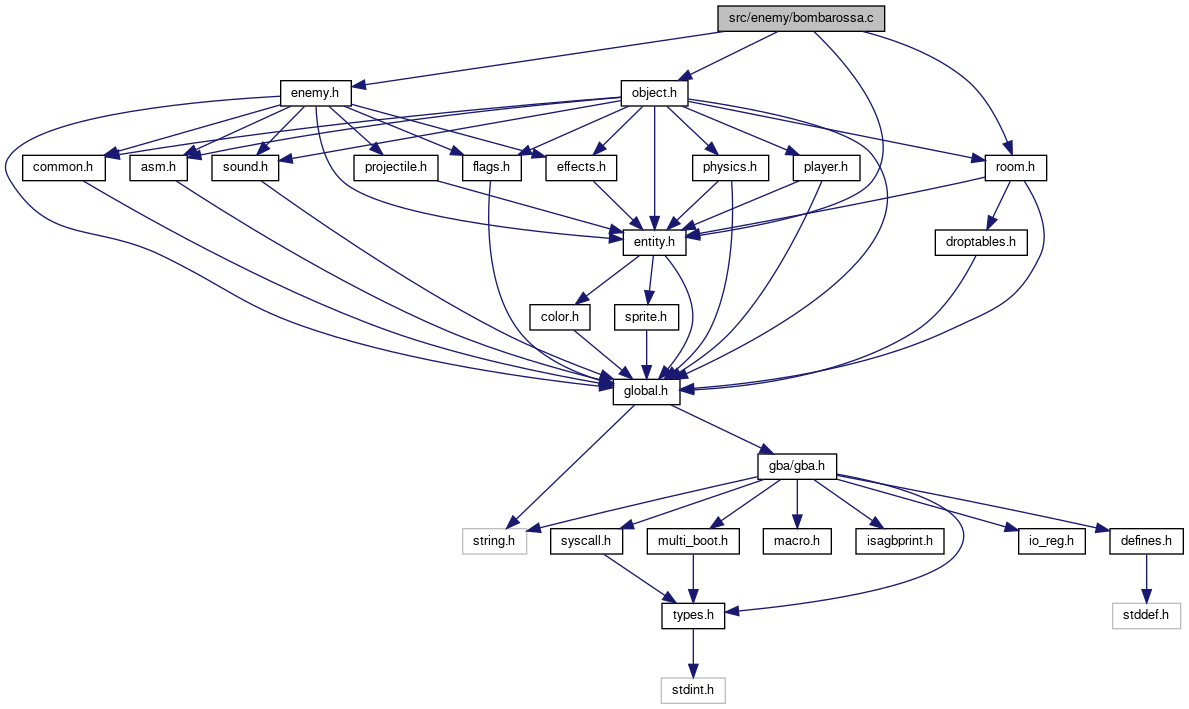 src/enemy/bombarossa.c
enemy.h
object.h
common.h
asm.h
sound.h
projectile.h
flags.h
effects.h
physics.h
player.h
room.h
entity.h
droptables.h
color.h
sprite.h
global.h
gba/gba.h
string.h
syscall.h
multi_boot.h
macro.h
isagbprint.h
io_reg.h
defines.h
types.h
stddef.h
stdint.h